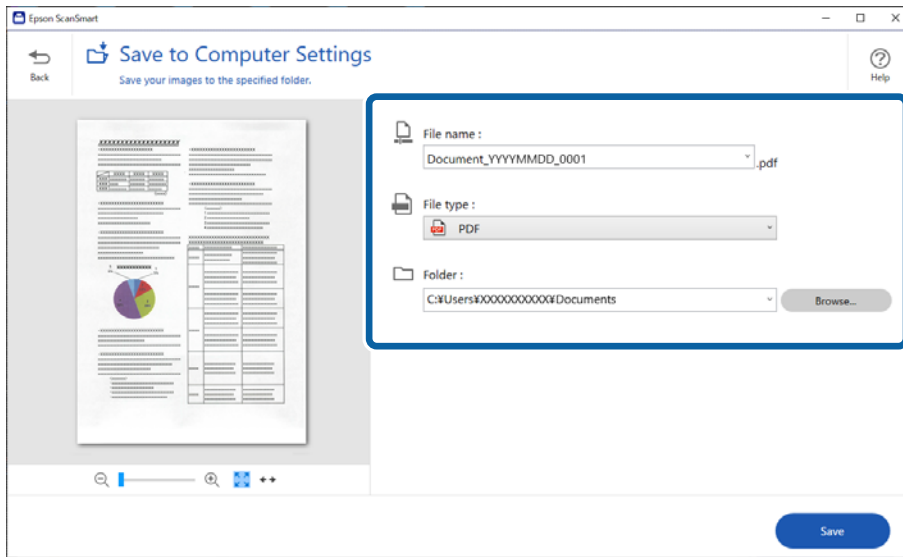 Epson ScanSmart
Back
Save to Computer Settings
Save your images to the specified folder.
Help
File name :
Document_YYYYMMDD_0001
.pdf
File type :
PDF
Folder :
C:¥Users¥XXXXXXXXXXX¥Documents
Browse...
Save